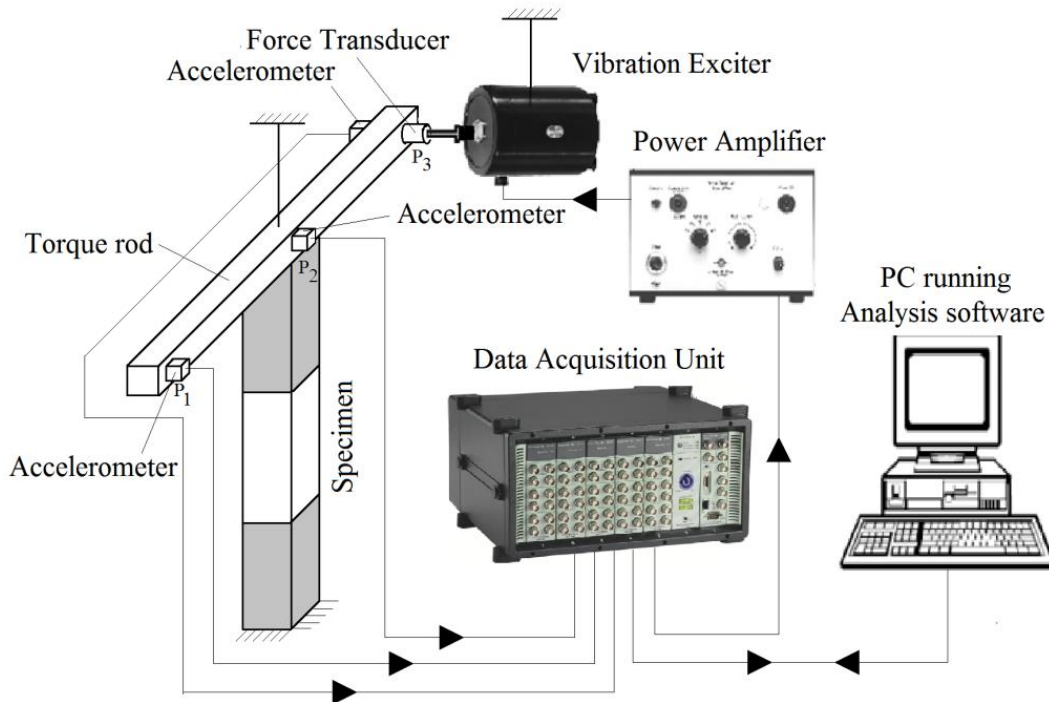 Force Transducer
Accelerometer
Vibration Exciter
Power Amplifier
P3
Accelerometer
Torque rod
P2
PC running
Analysis software
Data Acquisition Unit
P1
Accelerometer
Specimen